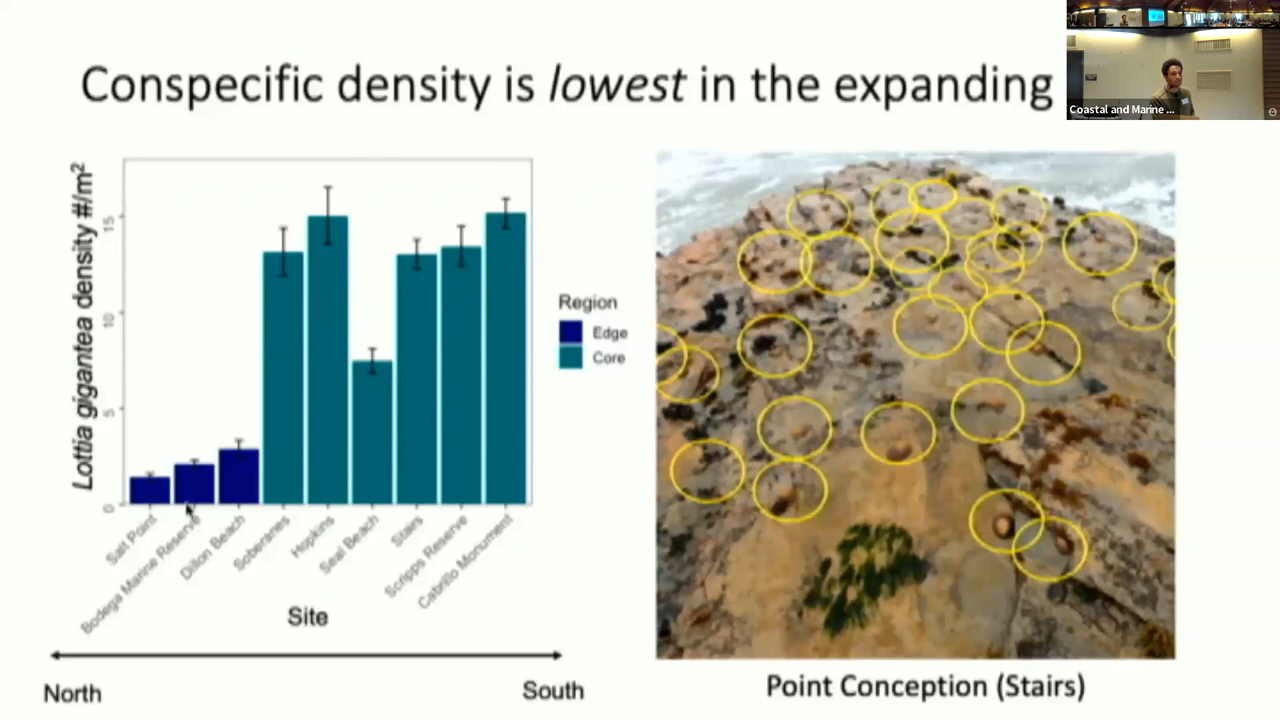 Conspecific density is lowest in the expanding
Coastal and Marine ...
Lottia gigantea density #/m²
15
10
5
0
Salt Point
Bodega Marine Reserve
Dillon Beach
Soberanes
Hopkins
Seal Beach
Stairs
Scripps Reserve
Cabrillo Monument
Site
Region
Edge
Core
North
South
Point Conception (Stairs)